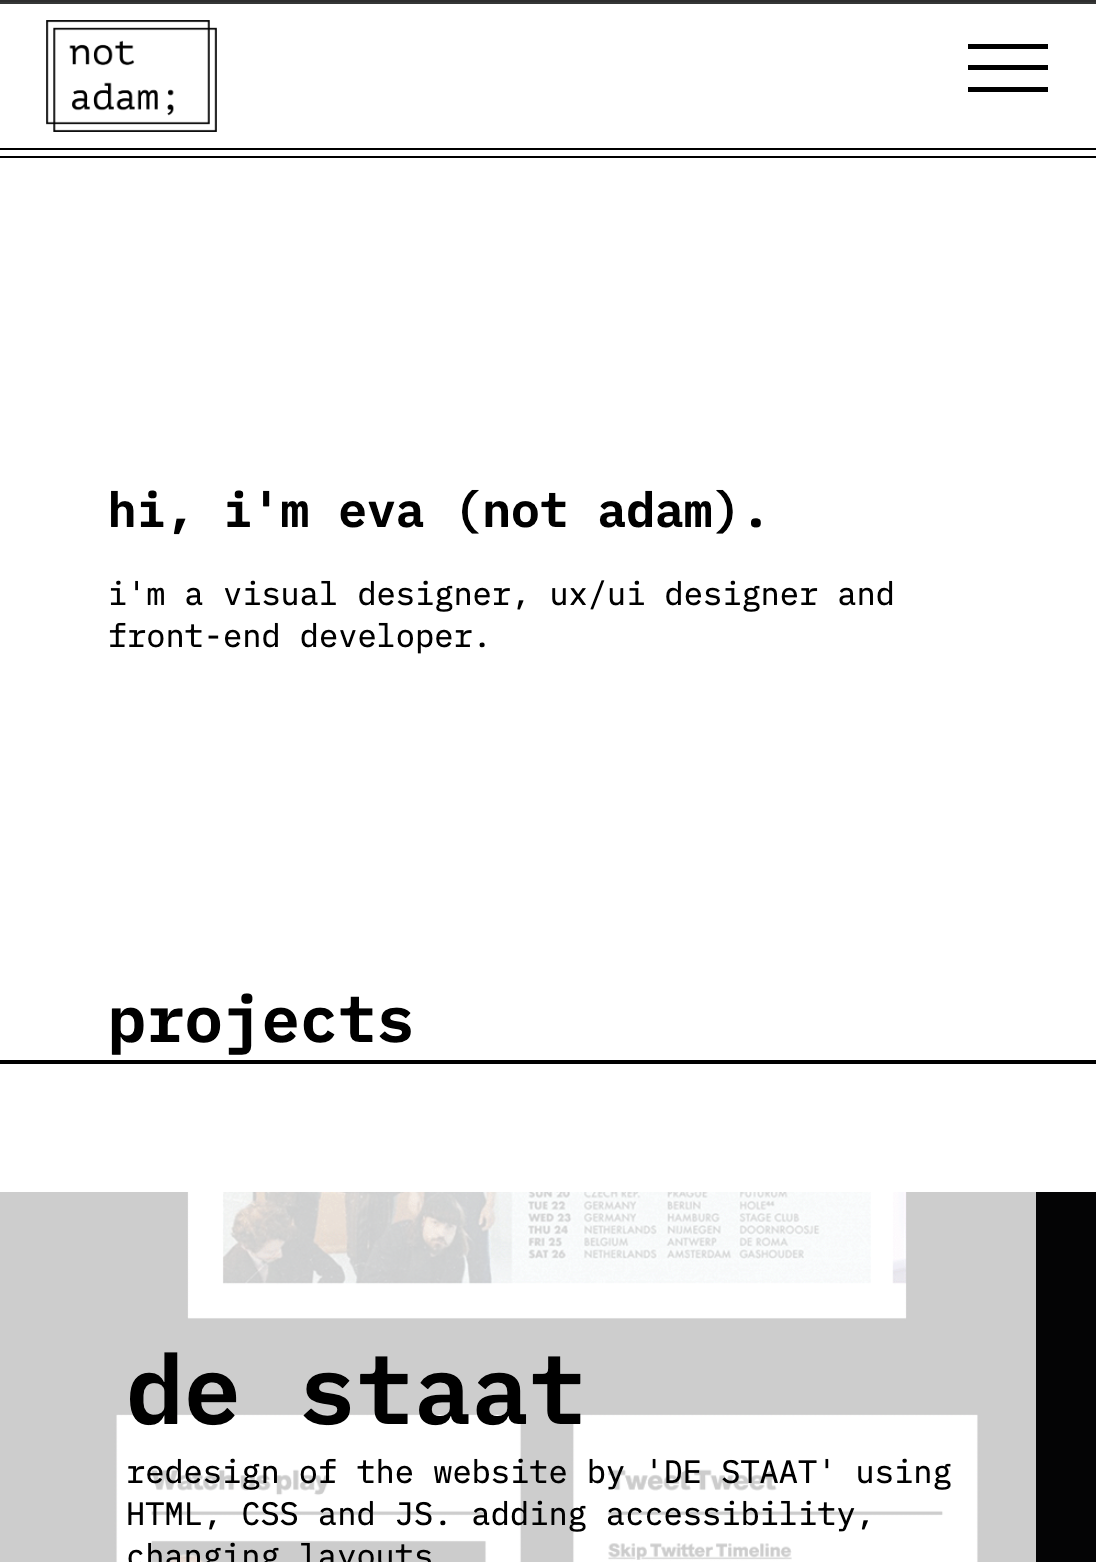 not
adam;
hi, i'm eva (not adam).
i'm a visual designer, ux/ui designer and
front-end developer.
projects
SUN 20 CZECH REP. PRAGUE FUTURUM
TUE 22 GERMANY BERLIN HOLE⁴⁴
WED 23 GERMANY HAMBURG STAGE CLUB
THU 24 NETHERLANDS NIJMEGEN DOORNROOSJE
FRI 25 BELGIUM ANTWERP DE ROMA
SAT 26 NETHERLANDS AMSTERDAM GASHOUDER
de staat
Watch us play
Tweet Tweet
redesign of the website by 'DE STAAT' using
HTML, CSS and JS. adding accessibility,
changing layouts
Skip Twitter Timeline